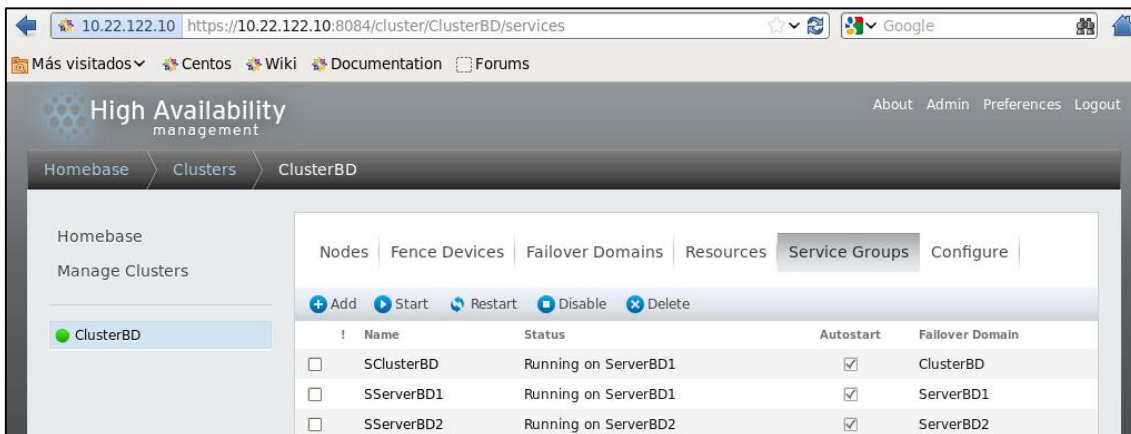 10.22.122.10 https://10.22.122.10:8084/cluster/ClusterBD/services Google
Más visitados Centos Wiki Documentation Forums
High Availability
management
About Admin Preferences Logout
Homebase Clusters ClusterBD
Homebase
Manage Clusters
ClusterBD
Nodes Fence Devices Failover Domains Resources Service Groups Configure
Add Start Restart Disable Delete
! Name Status Autostart Failover Domain
SClusterBD Running on ServerBD1 ClusterBD
SServerBD1 Running on ServerBD1 ServerBD1
SServerBD2 Running on ServerBD2 ServerBD2